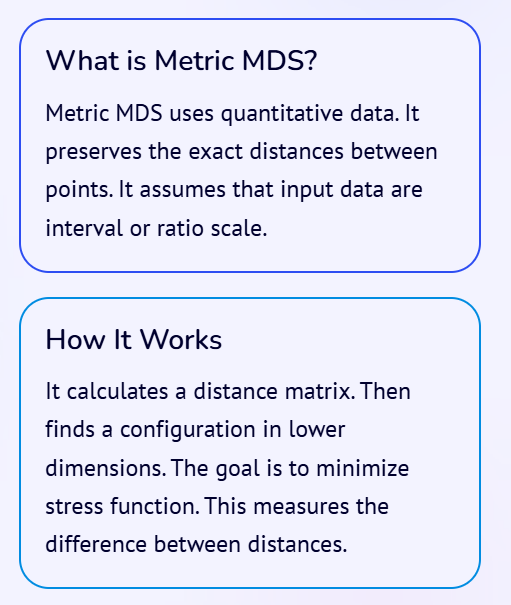 What is Metric MDS?
Metric MDS uses quantitative data. It
preserves the exact distances between
points. It assumes that input data are
interval or ratio scale.
How It Works
It calculates a distance matrix. Then
finds a configuration in lower
dimensions. The goal is to minimize
stress function. This measures the
difference between distances.